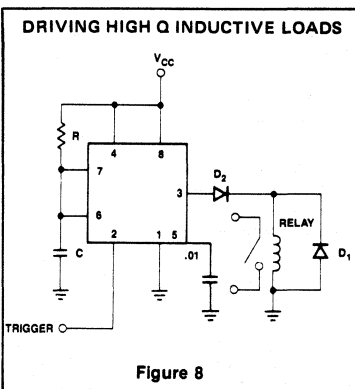 DRIVING HIGH Q INDUCTIVE LOADS
VCC
R
4
8
7
D2
3
6
RELAY
2
1
5
.01
D1
C
TRIGGER
Figure 8